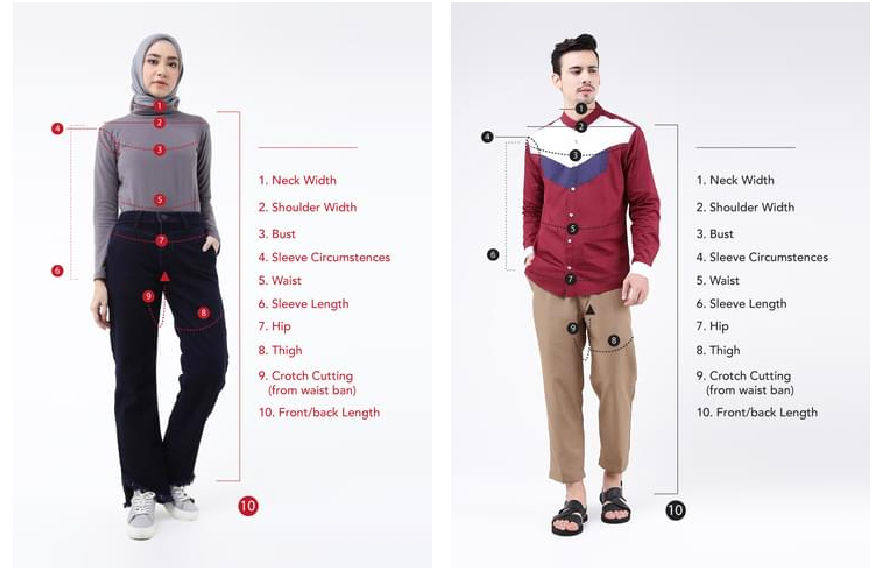 1
2
4
3
5
7
6
9
8
10
1. Neck Width
2. Shoulder Width
3. Bust
4. Sleeve Circumstences
5. Waist
6. Sleeve Length
7. Hip
8. Thigh
9. Crotch Cutting
(from waist ban)
10. Front/back Length
1
2
4
3
5
6
7
9
8
10
1. Neck Width
2. Shoulder Width
3. Bust
4. Sleeve Circumstences
5. Waist
6. Sleeve Length
7. Hip
8. Thigh
9. Crotch Cutting
(from waist ban)
10. Front/back Length